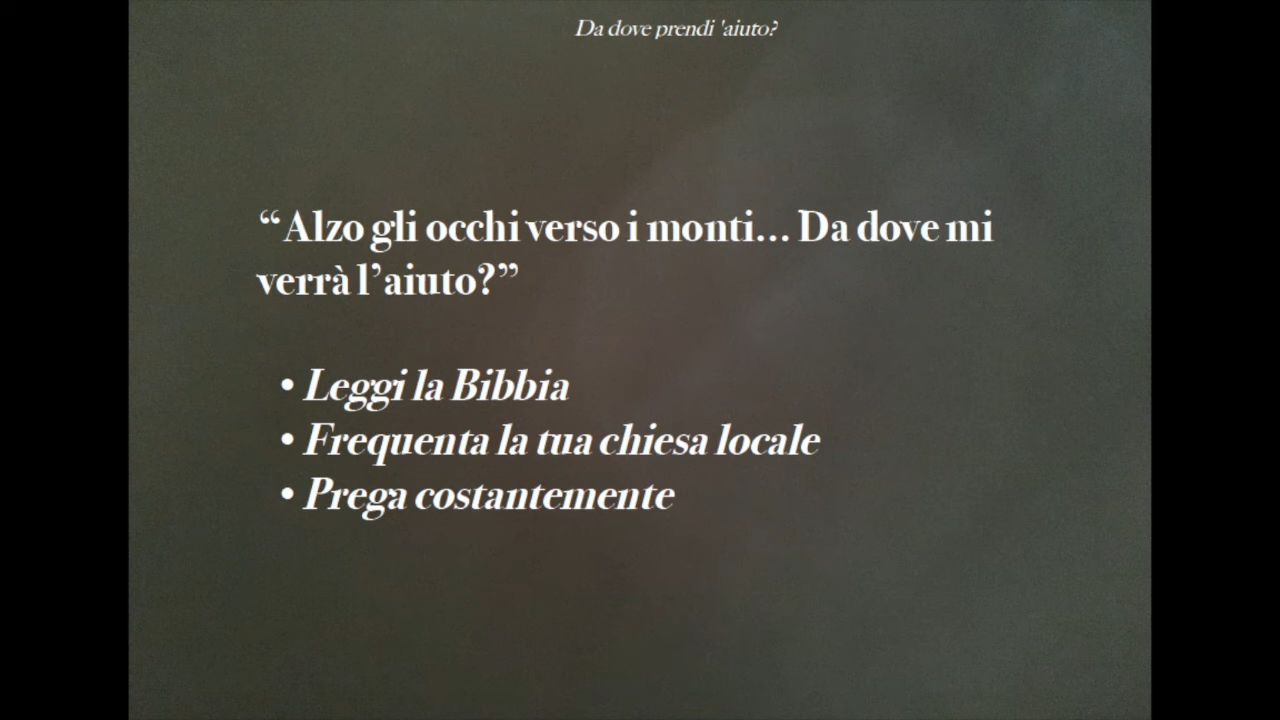 Da dove prendi 'aiuto?
“Alzo gli occhi verso i monti... Da dove mi
verrà l’aiuto?”
• Leggi la Bibbia
• Frequenta la tua chiesa locale
• Prega costantemente